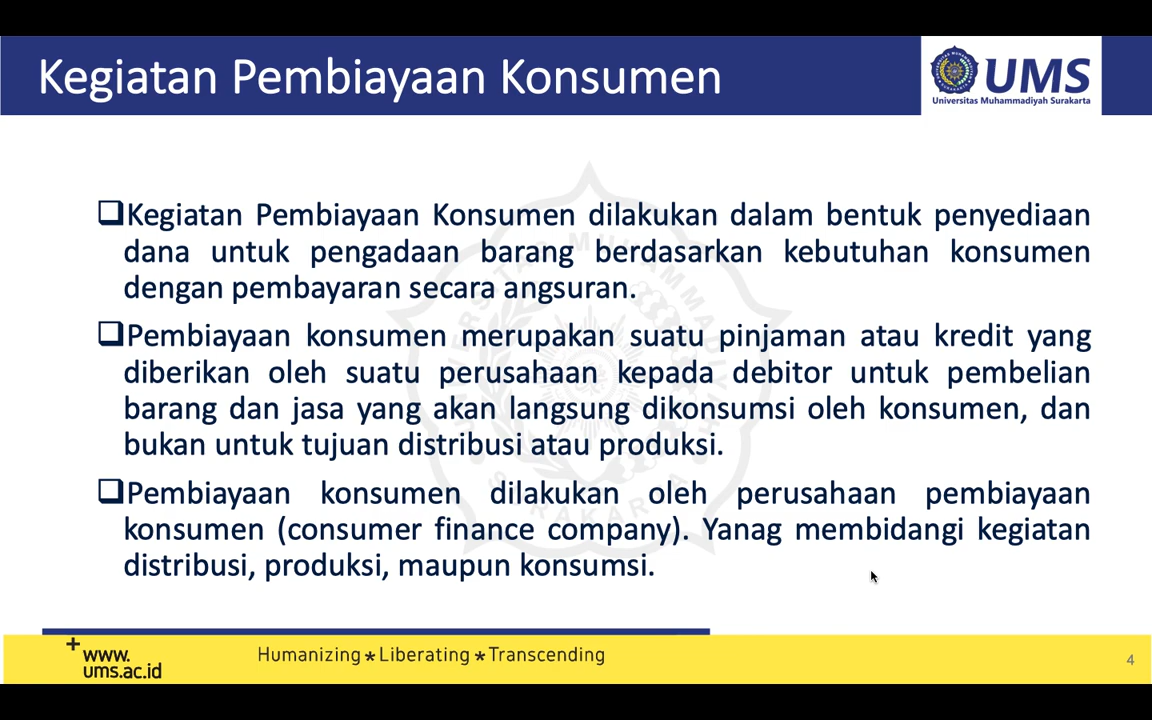 Kegiatan Pembiayaan Konsumen
UMS
Universitas Muhammadiyah Surakarta
Kegiatan Pembiayaan Konsumen dilakukan dalam bentuk penyediaan
dana untuk pengadaan barang berdasarkan kebutuhan konsumen
dengan pembayaran secara angsuran.
Pembiayaan konsumen merupakan suatu pinjaman atau kredit yang
diberikan oleh suatu perusahaan kepada debitor untuk pembelian
barang dan jasa yang akan langsung dikonsumsi oleh konsumen, dan
bukan untuk tujuan distribusi atau produksi.
Pembiayaan konsumen dilakukan oleh perusahaan pembiayaan
konsumen (consumer finance company). Yanag membidangi kegiatan
distribusi, produksi, maupun konsumsi.
www.
ums.ac.id
Humanizing ★ Liberating ★ Transcending
4